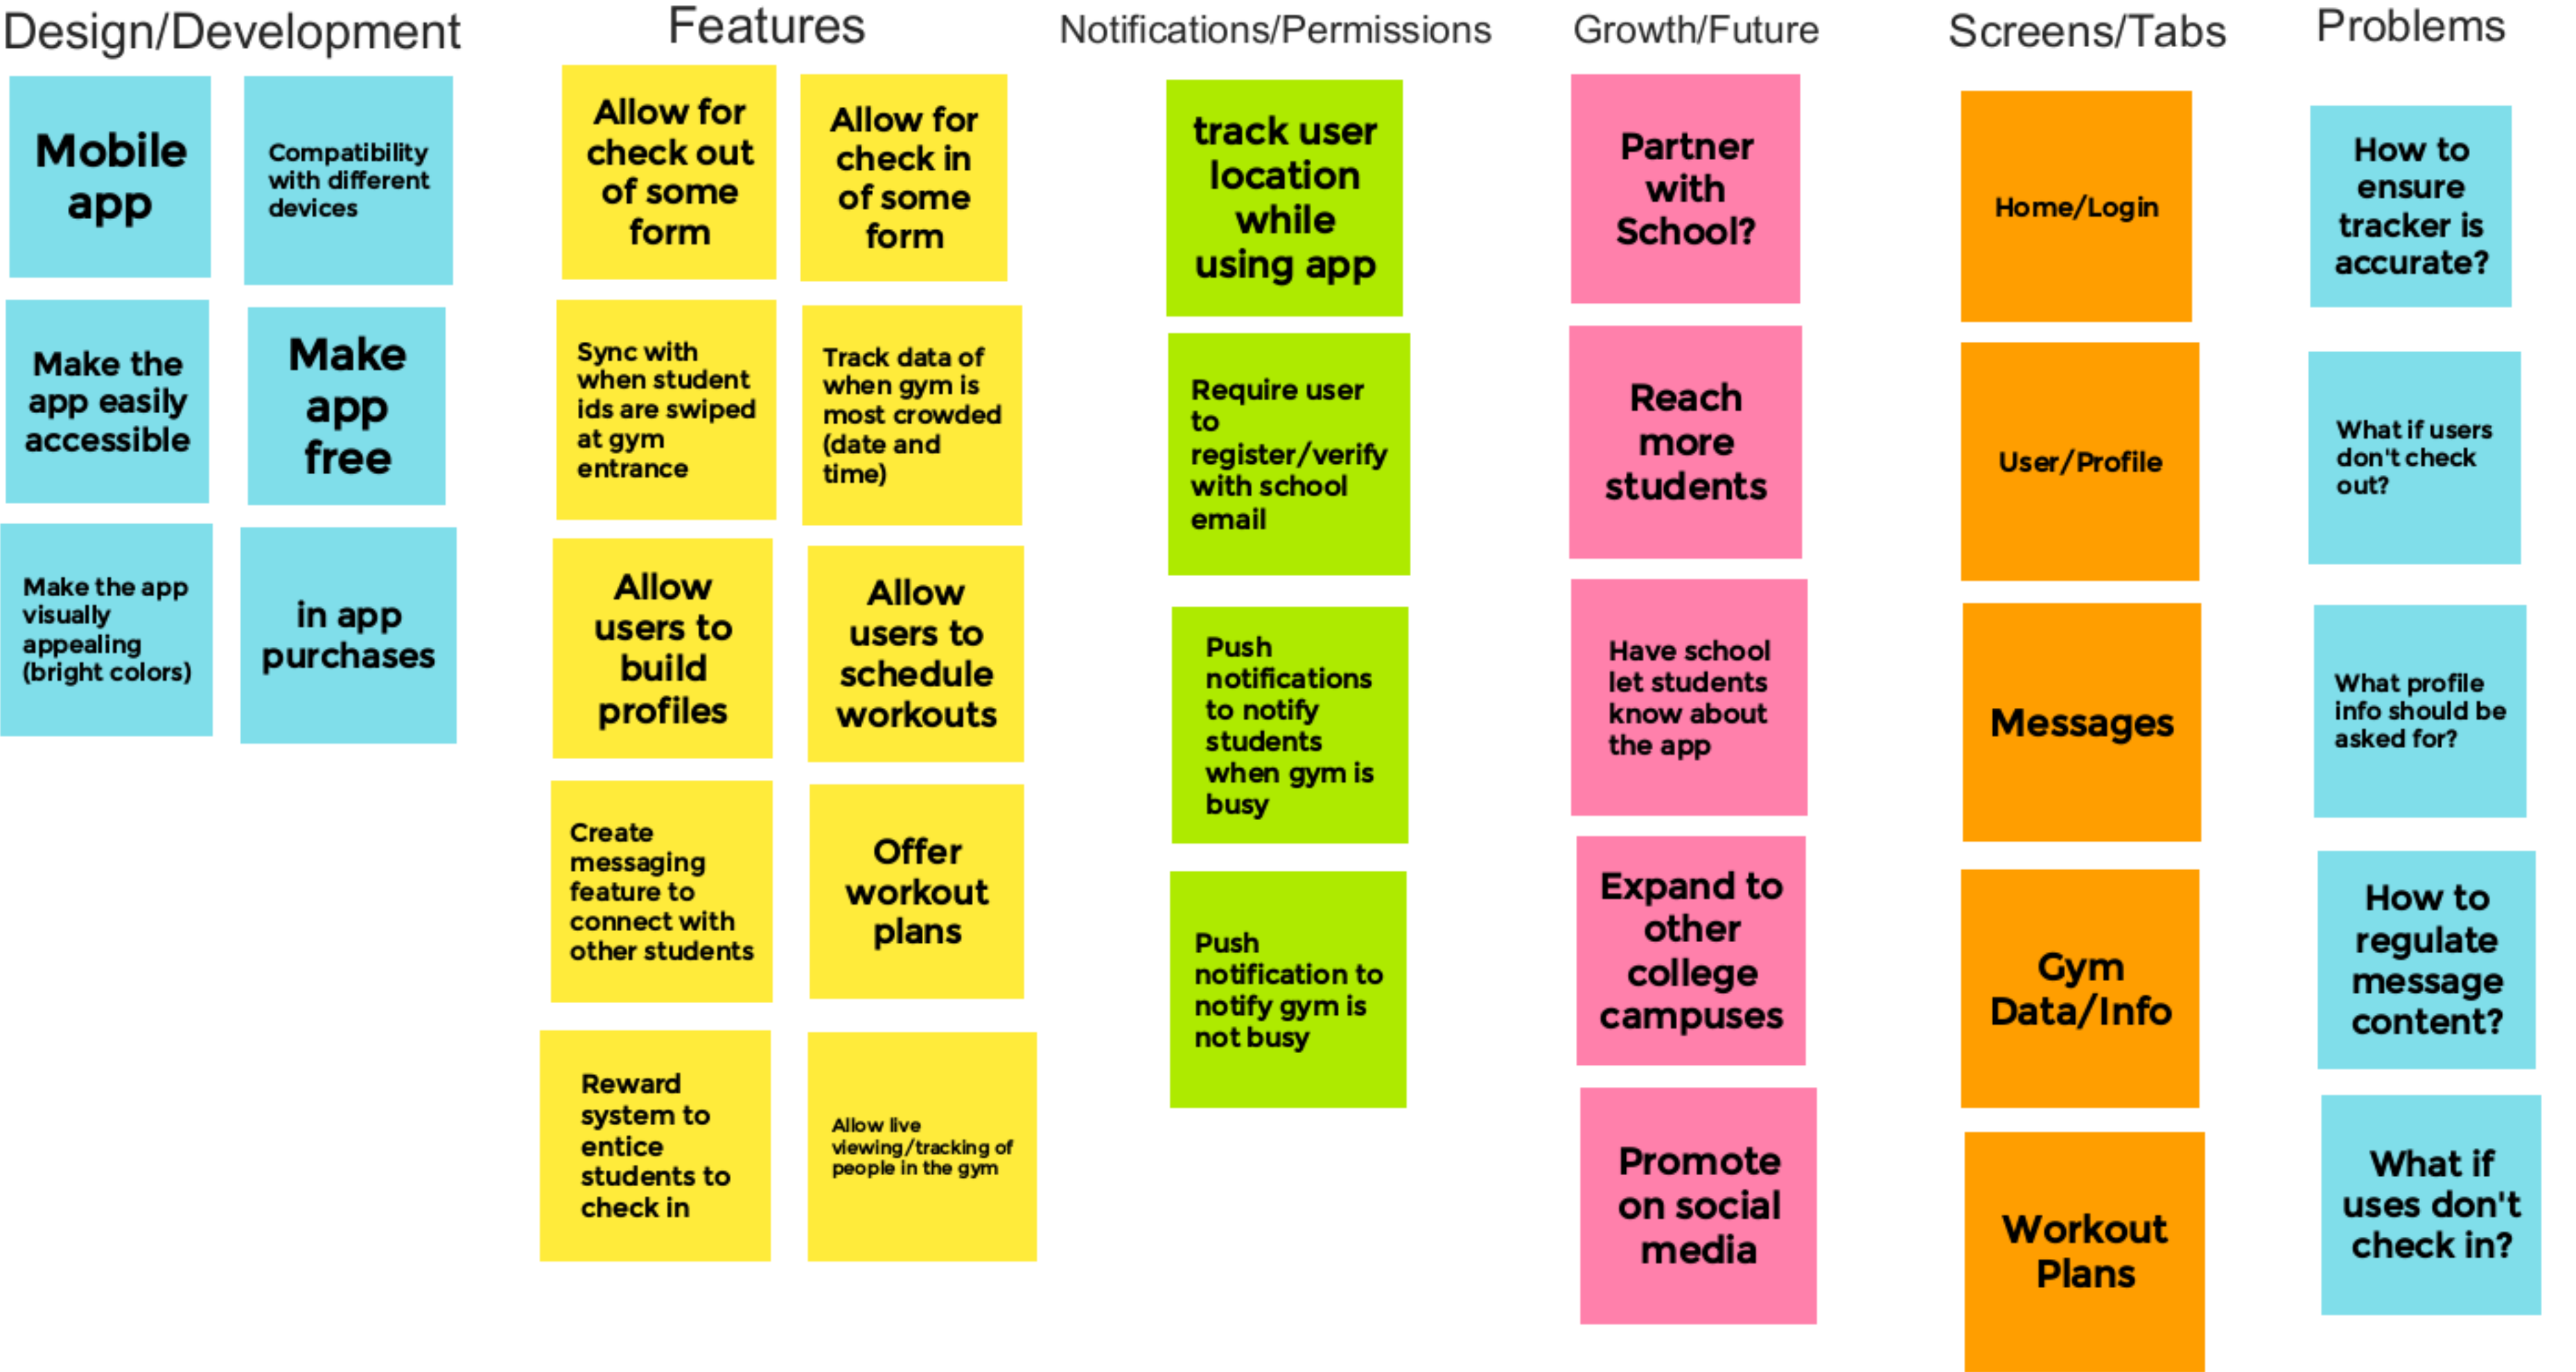 Design/Development
Mobile
app
Compatibility
with different
devices
Make the
app easily
accessible
Make
app
free
Make the app
visually
appealing
(bright colors)
in app
purchases
Features
Allow for
check out
of some
form
Allow for
check in
of some
form
Sync with
when student
ids are swiped
at gym
entrance
Track data of
when gym is
most crowded
(date and
time)
Allow
users to
build
profiles
Allow
users to
schedule
workouts
Create
messaging
feature to
connect with
other students
Offer
workout
plans
Reward
system to
entice
students to
check in
Allow live
viewing/tracking of
people in the gym
Notifications/Permissions
track user
location
while
using app
Require user
to
register/verify
with school
email
Push
notifications
to notify
students
when gym is
busy
Push
notification to
notify gym is
not busy
Growth/Future
Partner
with
School?
Reach
more
students
Have school
let students
know about
the app
Expand to
other
college
campuses
Promote
on social
media
Screens/Tabs
Home/Login
User/Profile
Messages
Gym
Data/Info
Workout
Plans
Problems
How to
ensure
tracker is
accurate?
What if users
don't check
out?
What profile
info should be
asked for?
How to
regulate
message
content?
What if
uses don't
check in?